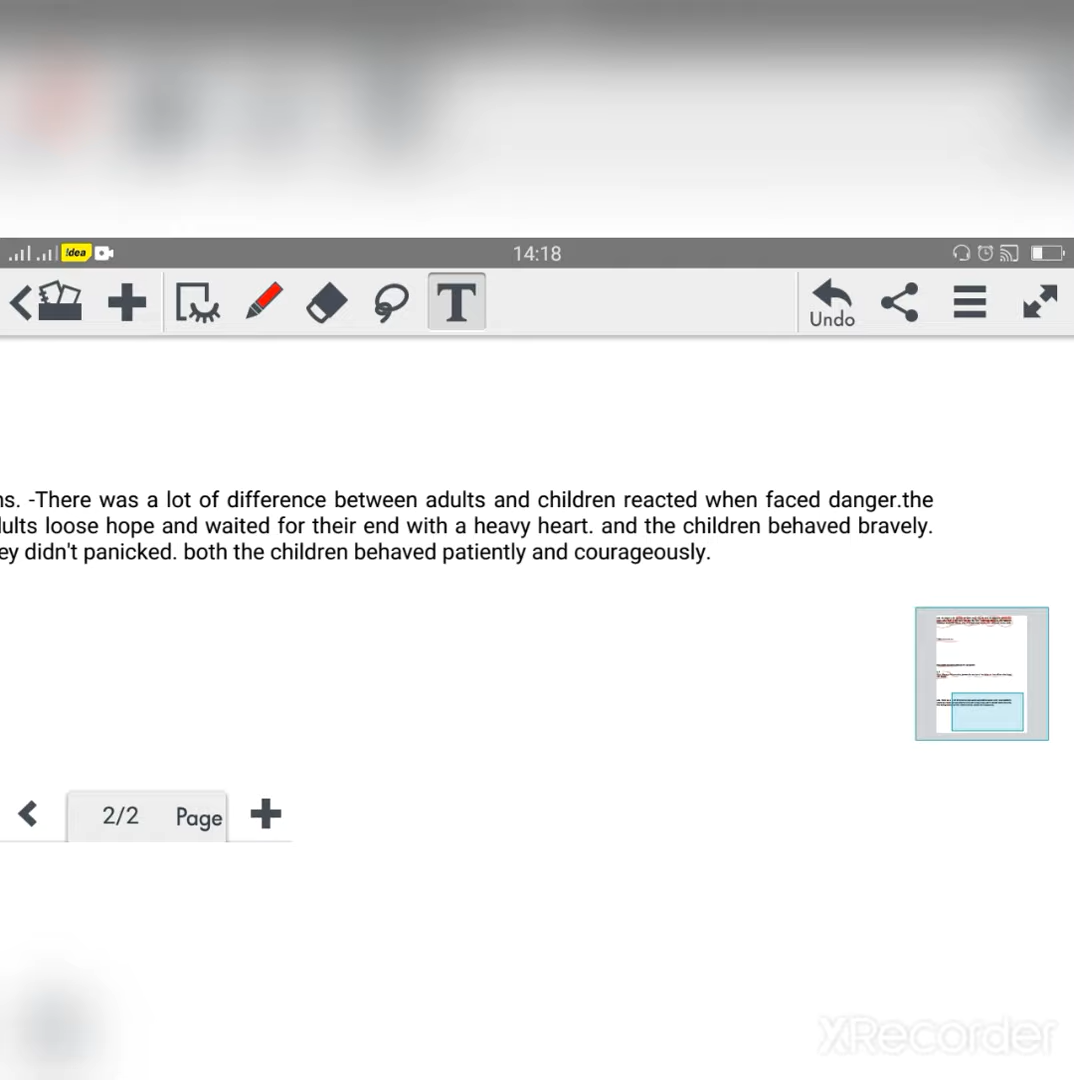 idea
14:18
Undo
ns. -There was a lot of difference between adults and children reacted when faced danger.the
dults loose hope and waited for their end with a heavy heart. and the children behaved bravely.
ey didn't panicked. both the children behaved patiently and courageously.
2/2 Page
XRecorder